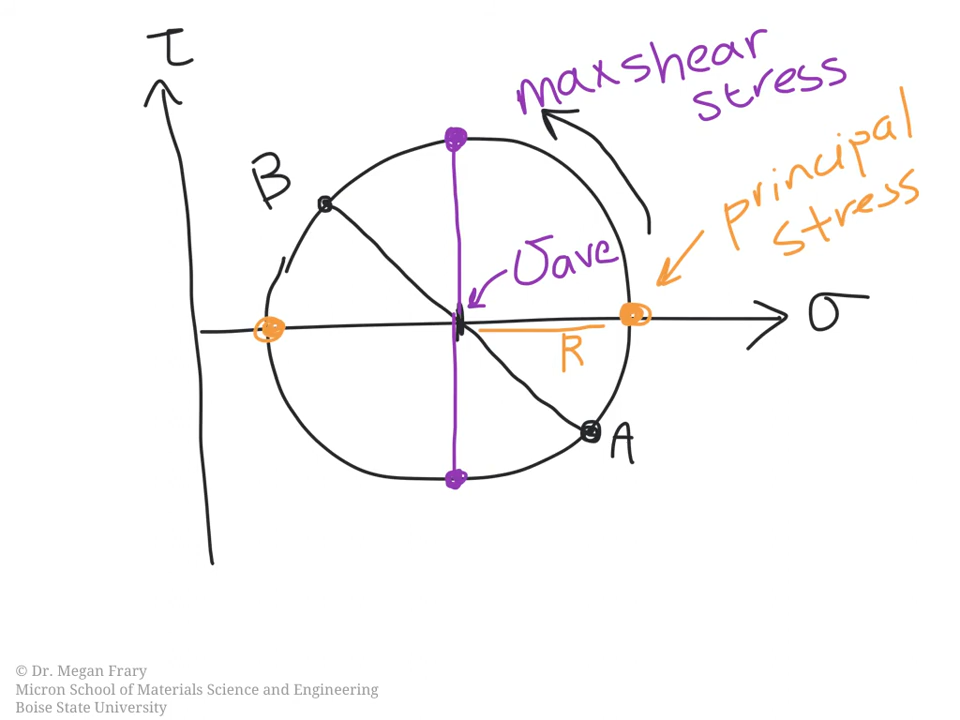 τ
max shear
stress
B
principal
stress
σave
σ
R
A
© Dr. Megan Frary
Micron School of Materials Science and Engineering
Boise State University